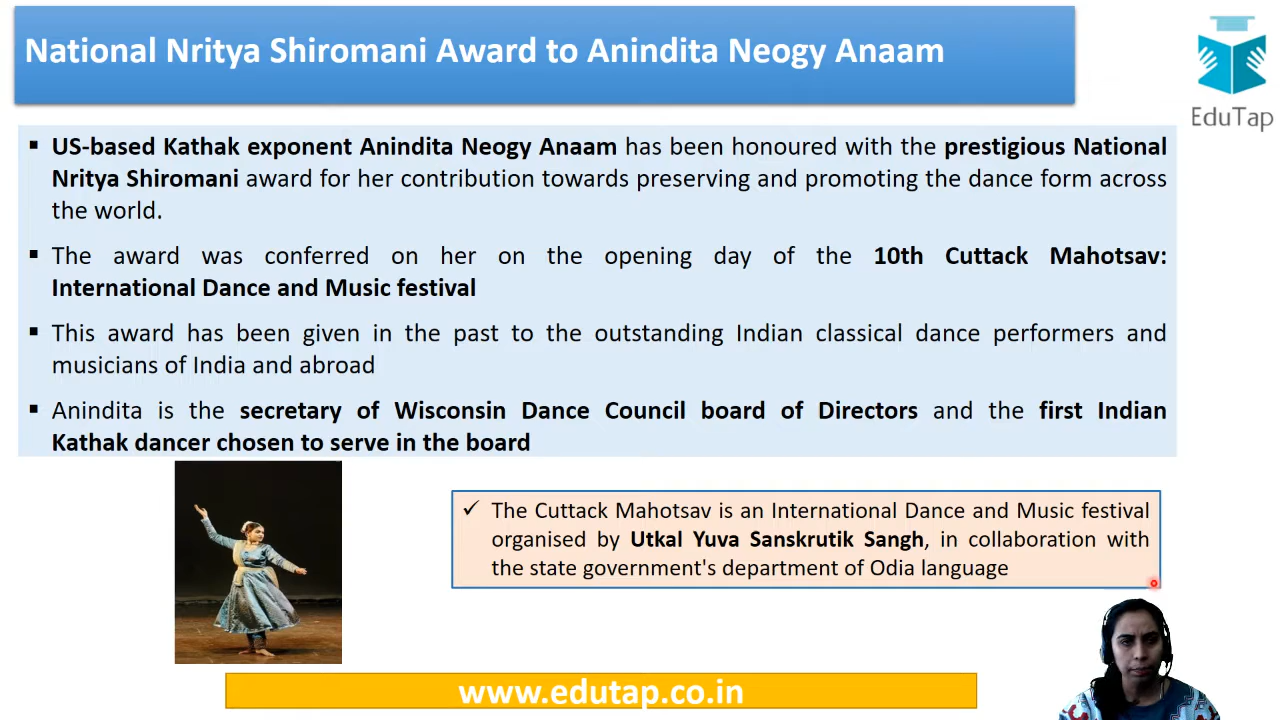 National Nritya Shiromani Award to Anindita Neogy Anaam
EduTap
▪ US-based Kathak exponent Anindita Neogy Anaam has been honoured with the prestigious National
Nritya Shiromani award for her contribution towards preserving and promoting the dance form across
the world.
▪ The award was conferred on her on the opening day of the 10th Cuttack Mahotsav:
International Dance and Music festival
▪ This award has been given in the past to the outstanding Indian classical dance performers and
musicians of India and abroad
▪ Anindita is the secretary of Wisconsin Dance Council board of Directors and the first Indian
Kathak dancer chosen to serve in the board
✓ The Cuttack Mahotsav is an International Dance and Music festival
organised by Utkal Yuva Sanskrutik Sangh, in collaboration with
the state government's department of Odia language
www.edutap.co.in